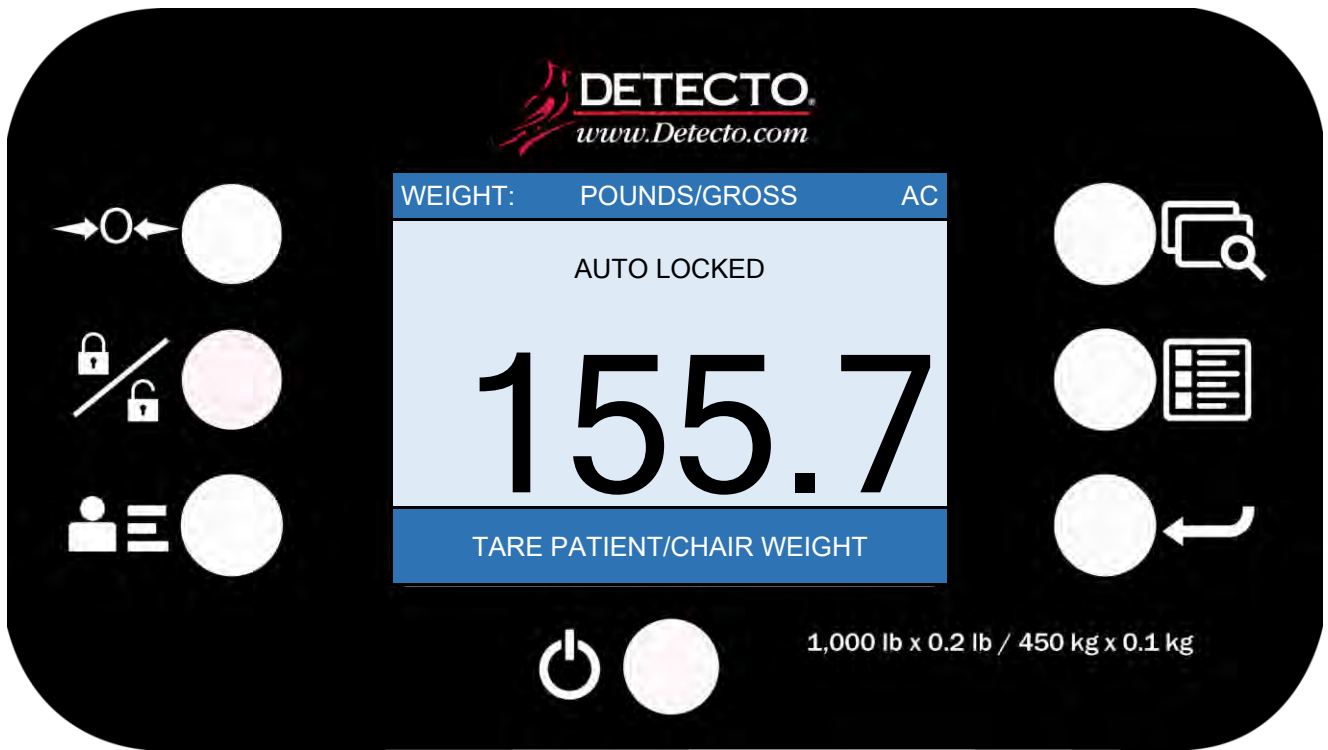 DETECTO®
www.Detecto.com
WEIGHT: POUNDS/GROSS AC
AUTO LOCKED
155.7
TARE PATIENT/CHAIR WEIGHT
1,000 lb x 0.2 lb / 450 kg x 0.1 kg